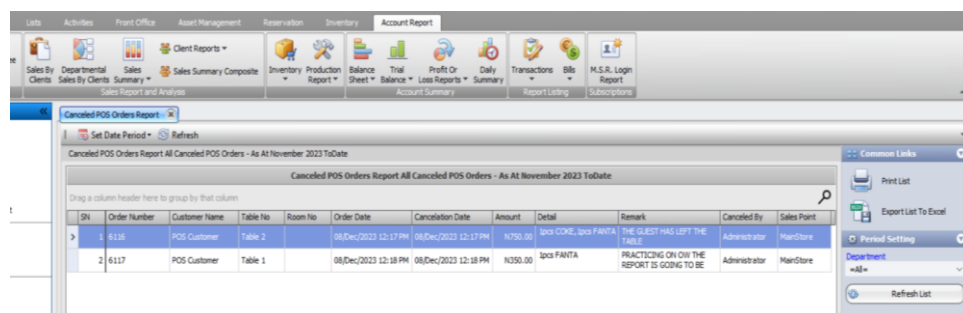 Lists Activities Front Office Asset Management Reservation Inventory Account Report
Client Reports
Sales Summary Composite
Sales By Clients
Departmental Sales By Clients
Sales Summary
Inventory
Production Report
Balance Sheet
Trial Balance
Profit Or Loss Reports
Daily Summary
Transactions
Bills
M.S.R. Login Report
Sales Report and Analysis Account Summary Report Listing Subscriptions
Canceled POS Orders Report
Set Date Period Refresh
Canceled POS Orders Report All Canceled POS Orders - As At November 2023 ToDate
Canceled POS Orders Report All Canceled POS Orders - As At November 2023 ToDate
Drag a column header here to group by that column
SN Order Number Customer Name Table No Room No Order Date Cancelation Date Amount Detail Remark Canceled By Sales Point
1 6116 POS Customer Table 2 08/Dec/2023 12:17 PM 08/Dec/2023 12:17 PM N750.00 1pcs COKE, 1pcs FANTA THE GUEST HAS LEFT THE TABLE Administrator MainStore
2 6117 POS Customer Table 1 08/Dec/2023 12:18 PM 08/Dec/2023 12:18 PM N350.00 1pcs FANTA PRACTICING ON OW THE REPORT IS GOING TO BE Administrator MainStore
Common Links
Print List
Export List To Excel
Period Setting
Department
=All=
Refresh List